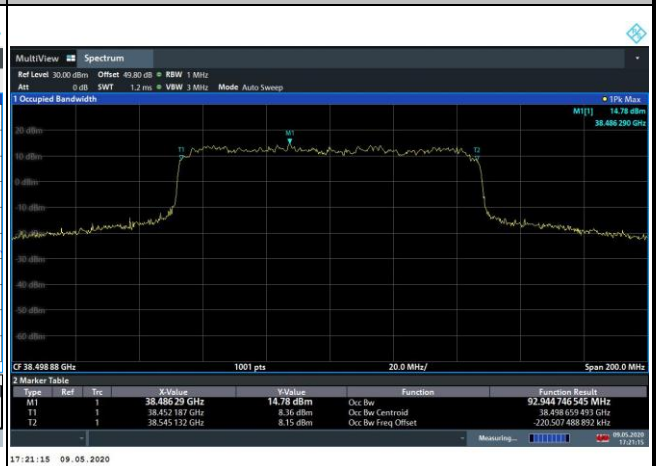 MultiView Spectrum
Ref Level 30.00 dBm Offset 49.80 dB RBW 1 MHz
Att 0 dB SWT 1.2 ms VBW 3 MHz Mode Auto Sweep
1 Occupied Bandwidth 1Pk Max
M1[1] 14.78 dBm
38.486 290 GHz
20 dBm
M1
T1 T2
10 dBm
0 dBm
-10 dBm
-20 dBm
-30 dBm
-40 dBm
-50 dBm
-60 dBm
CF 38.498 88 GHz 1001 pts 20.0 MHz/ Span 200.0 MHz
2 Marker Table
Type Ref Trc X-Value Y-Value Function Function Result
M1 1 38.486 29 GHz 14.78 dBm Occ Bw 92.944 746 545 MHz
T1 1 38.452 187 GHz 8.36 dBm Occ Bw Centroid 38.498 659 493 GHz
T2 1 38.545 132 GHz 8.15 dBm Occ Bw Freq Offset -220.507 488 892 kHz
Measuring... 09.05.2020
17:21:15
17:21:15 09.05.2020